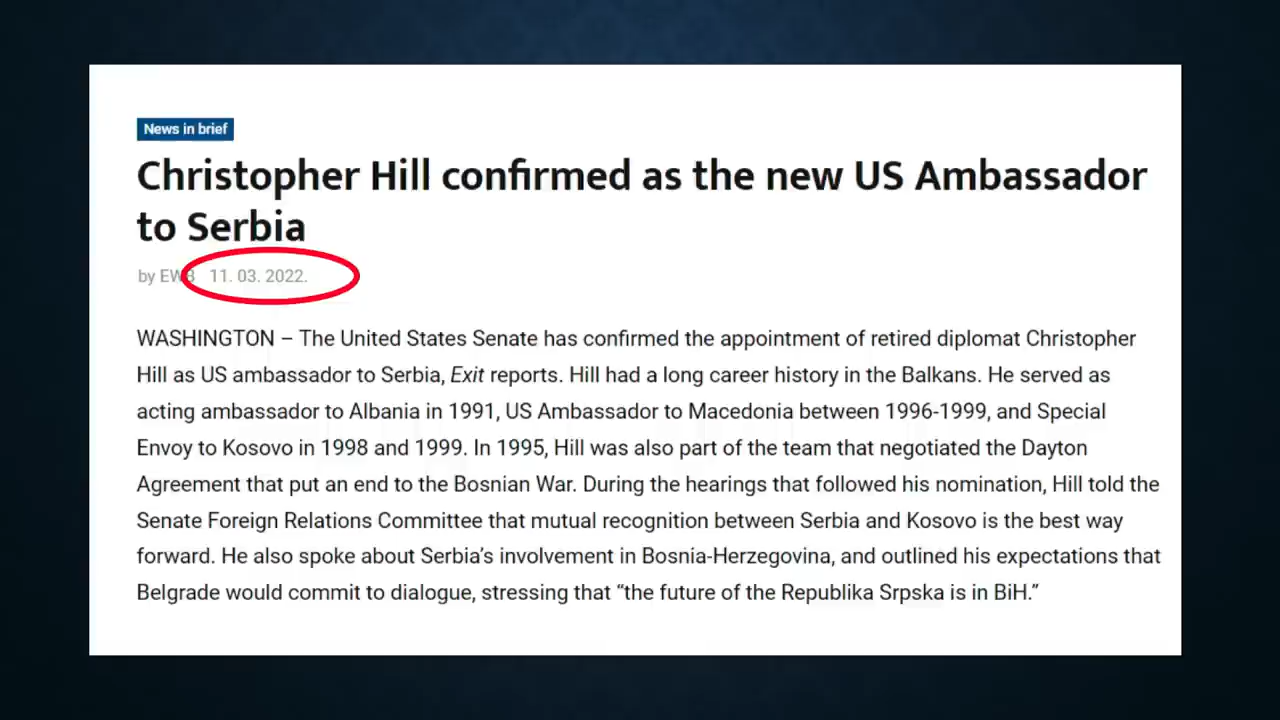 News in brief
Christopher Hill confirmed as the new US Ambassador
to Serbia
by EWB 11. 03. 2022.
WASHINGTON – The United States Senate has confirmed the appointment of retired diplomat Christopher
Hill as US ambassador to Serbia, Exit reports. Hill had a long career history in the Balkans. He served as
acting ambassador to Albania in 1991, US Ambassador to Macedonia between 1996-1999, and Special
Envoy to Kosovo in 1998 and 1999. In 1995, Hill was also part of the team that negotiated the Dayton
Agreement that put an end to the Bosnian War. During the hearings that followed his nomination, Hill told the
Senate Foreign Relations Committee that mutual recognition between Serbia and Kosovo is the best way
forward. He also spoke about Serbia’s involvement in Bosnia-Herzegovina, and outlined his expectations that
Belgrade would commit to dialogue, stressing that “the future of the Republika Srpska is in BiH.”